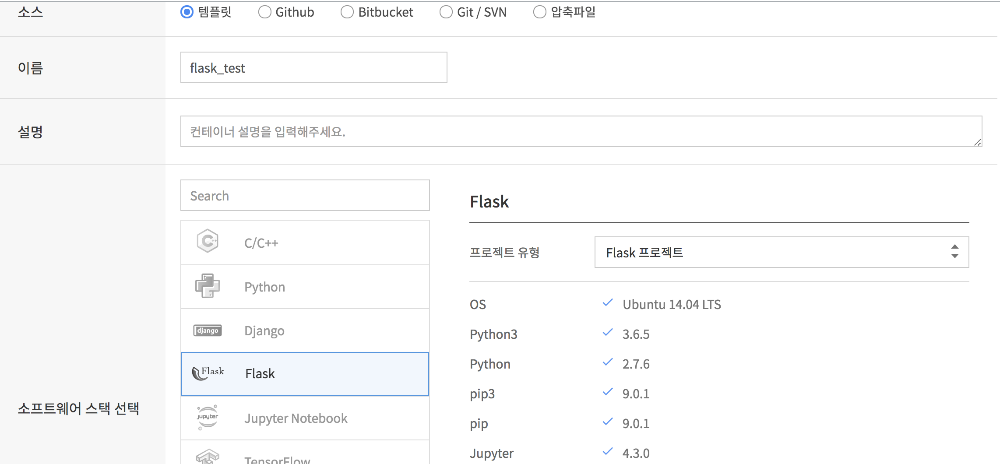 소스
템플릿 Github Bitbucket Git / SVN 압축파일
이름
flask_test
설명
컨테이너 설명을 입력해주세요.
소프트웨어 스택 선택
Search
C/C++
Python
django Django
Flask Flask
jupyter Jupyter Notebook
TensorFlow
Flask
프로젝트 유형 Flask 프로젝트
OS Ubuntu 14.04 LTS
Python3 3.6.5
Python 2.7.6
pip3 9.0.1
pip 9.0.1
Jupyter 4.3.0